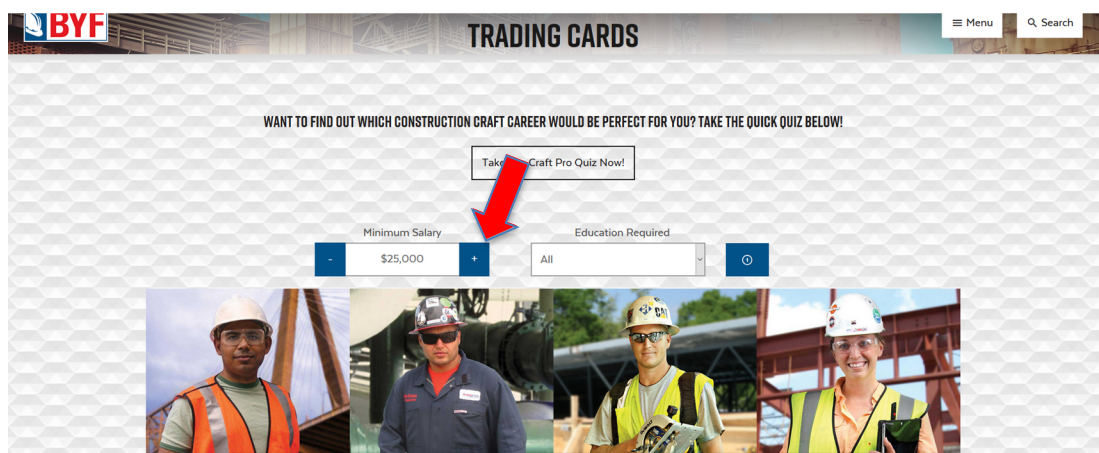 BYF
TRADING CARDS
Menu
Search
WANT TO FIND OUT WHICH CONSTRUCTION CRAFT CAREER WOULD BE PERFECT FOR YOU? TAKE THE QUICK QUIZ BELOW!
Take Craft Pro Quiz Now!
Minimum Salary
Education Required
- $25,000 +
All
CAT